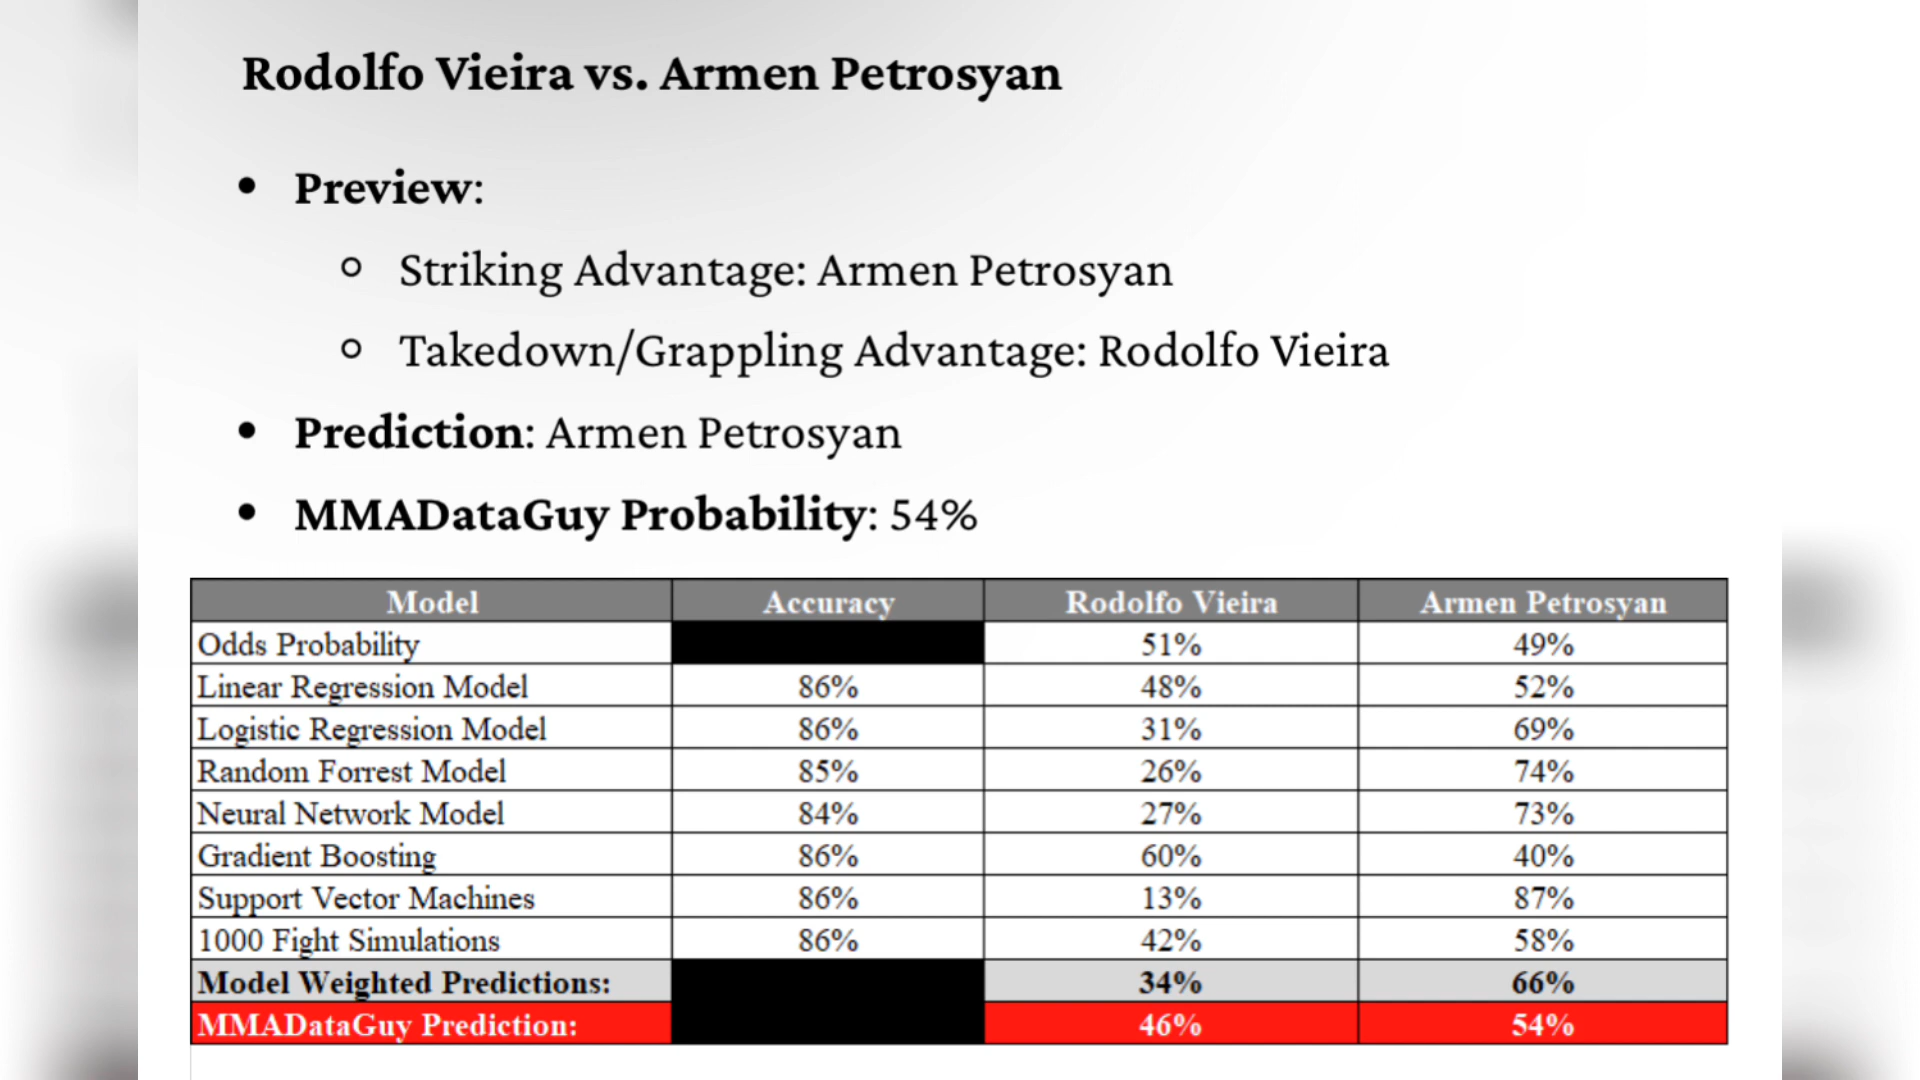 Rodolfo Vieira vs. Armen Petrosyan
• Preview:
○ Striking Advantage: Armen Petrosyan
○ Takedown/Grappling Advantage: Rodolfo Vieira
• Prediction: Armen Petrosyan
• MMADataGuy Probability: 54%
Model Accuracy Rodolfo Vieira Armen Petrosyan
Odds Probability 51% 49%
Linear Regression Model 86% 48% 52%
Logistic Regression Model 86% 31% 69%
Random Forrest Model 85% 26% 74%
Neural Network Model 84% 27% 73%
Gradient Boosting 86% 60% 40%
Support Vector Machines 86% 13% 87%
1000 Fight Simulations 86% 42% 58%
Model Weighted Predictions: 34% 66%
MMADataGuy Prediction: 46% 54%